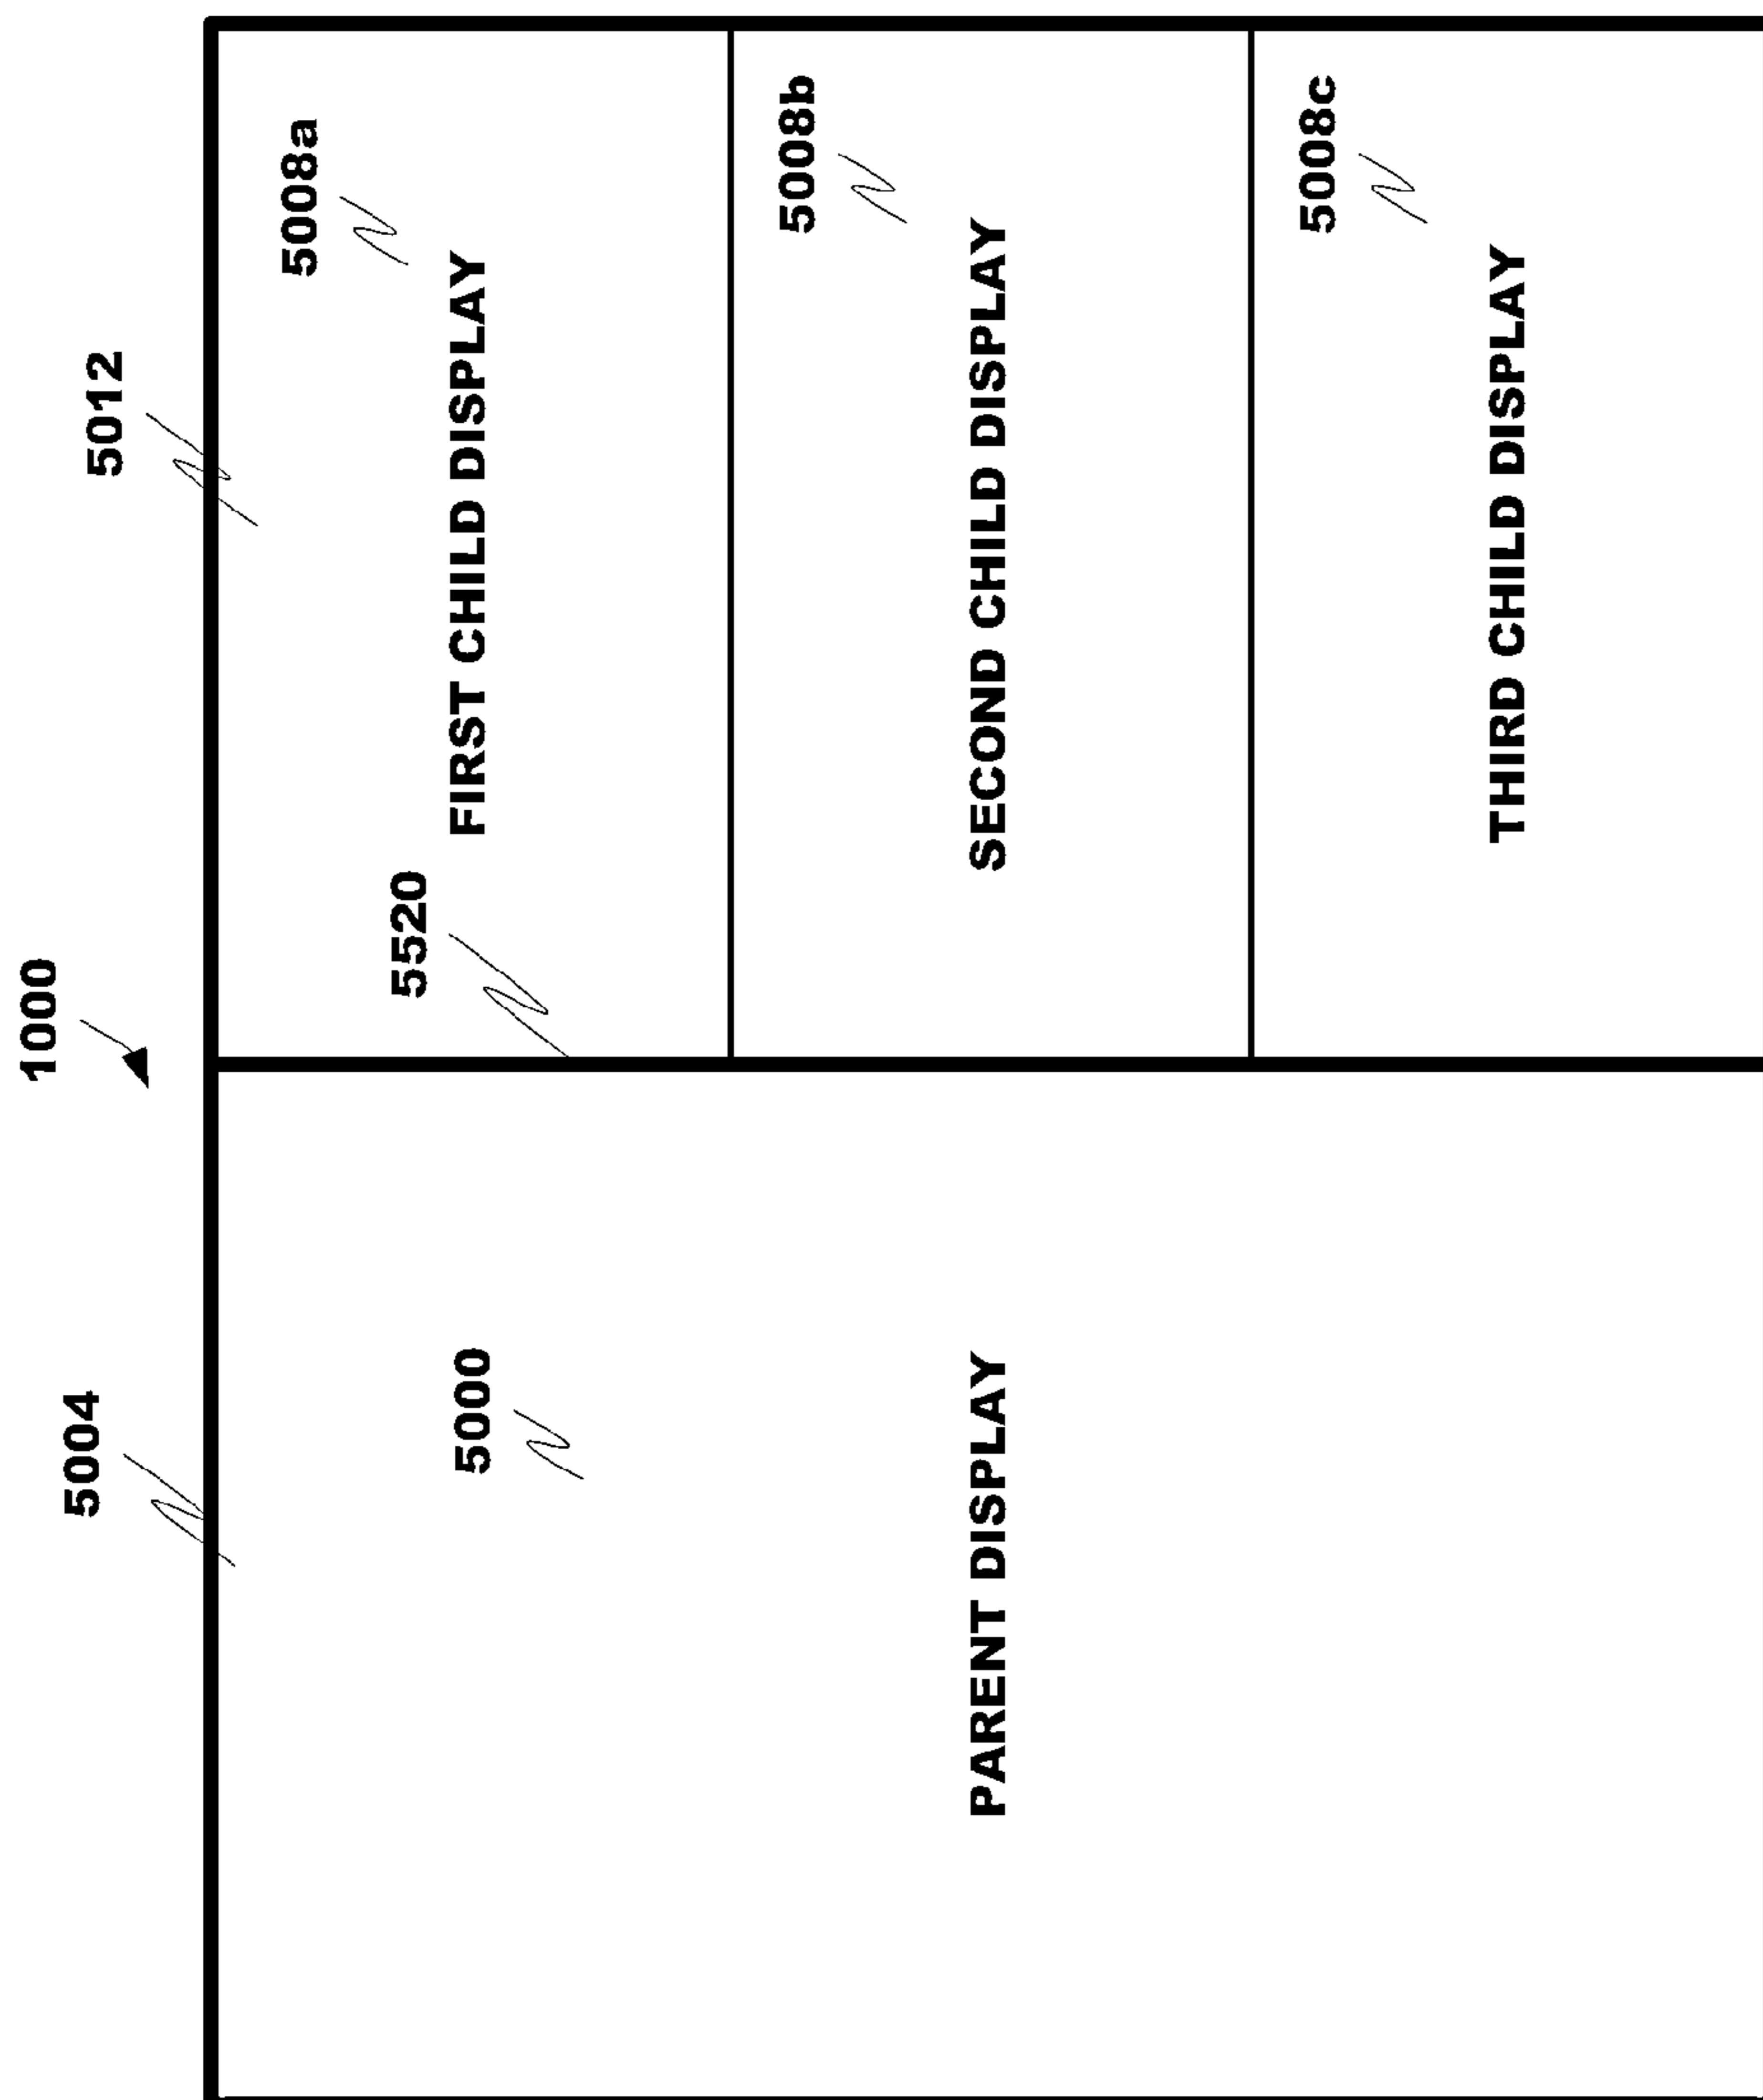 1000
5004
5012
5000
PARENT DISPLAY
5520
5008a
FIRST CHILD DISPLAY
5008b
SECOND CHILD DISPLAY
5008c
THIRD CHILD DISPLAY